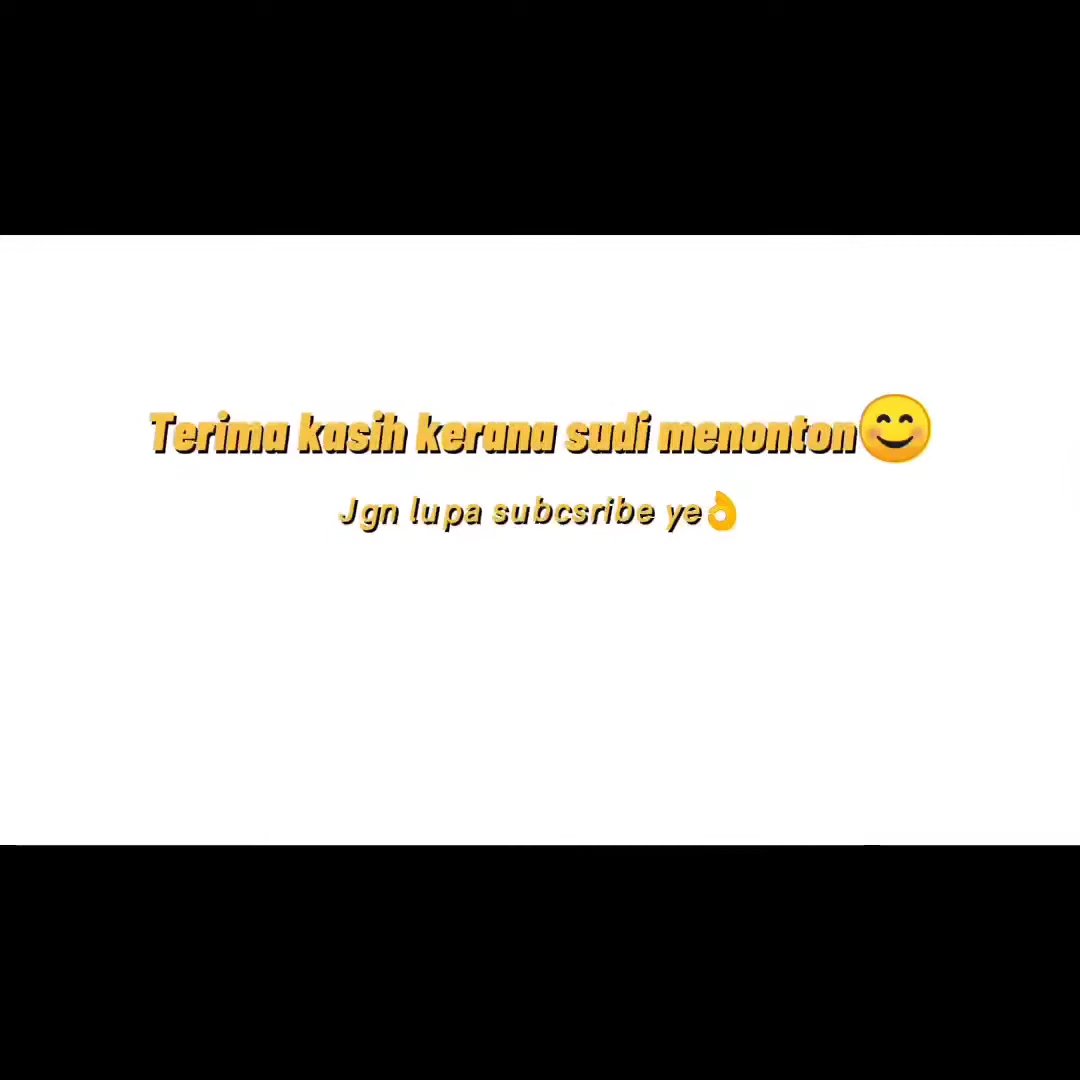 Terima kasih kerana sudi menonton😊
Jgn lupa subcsribe ye👌